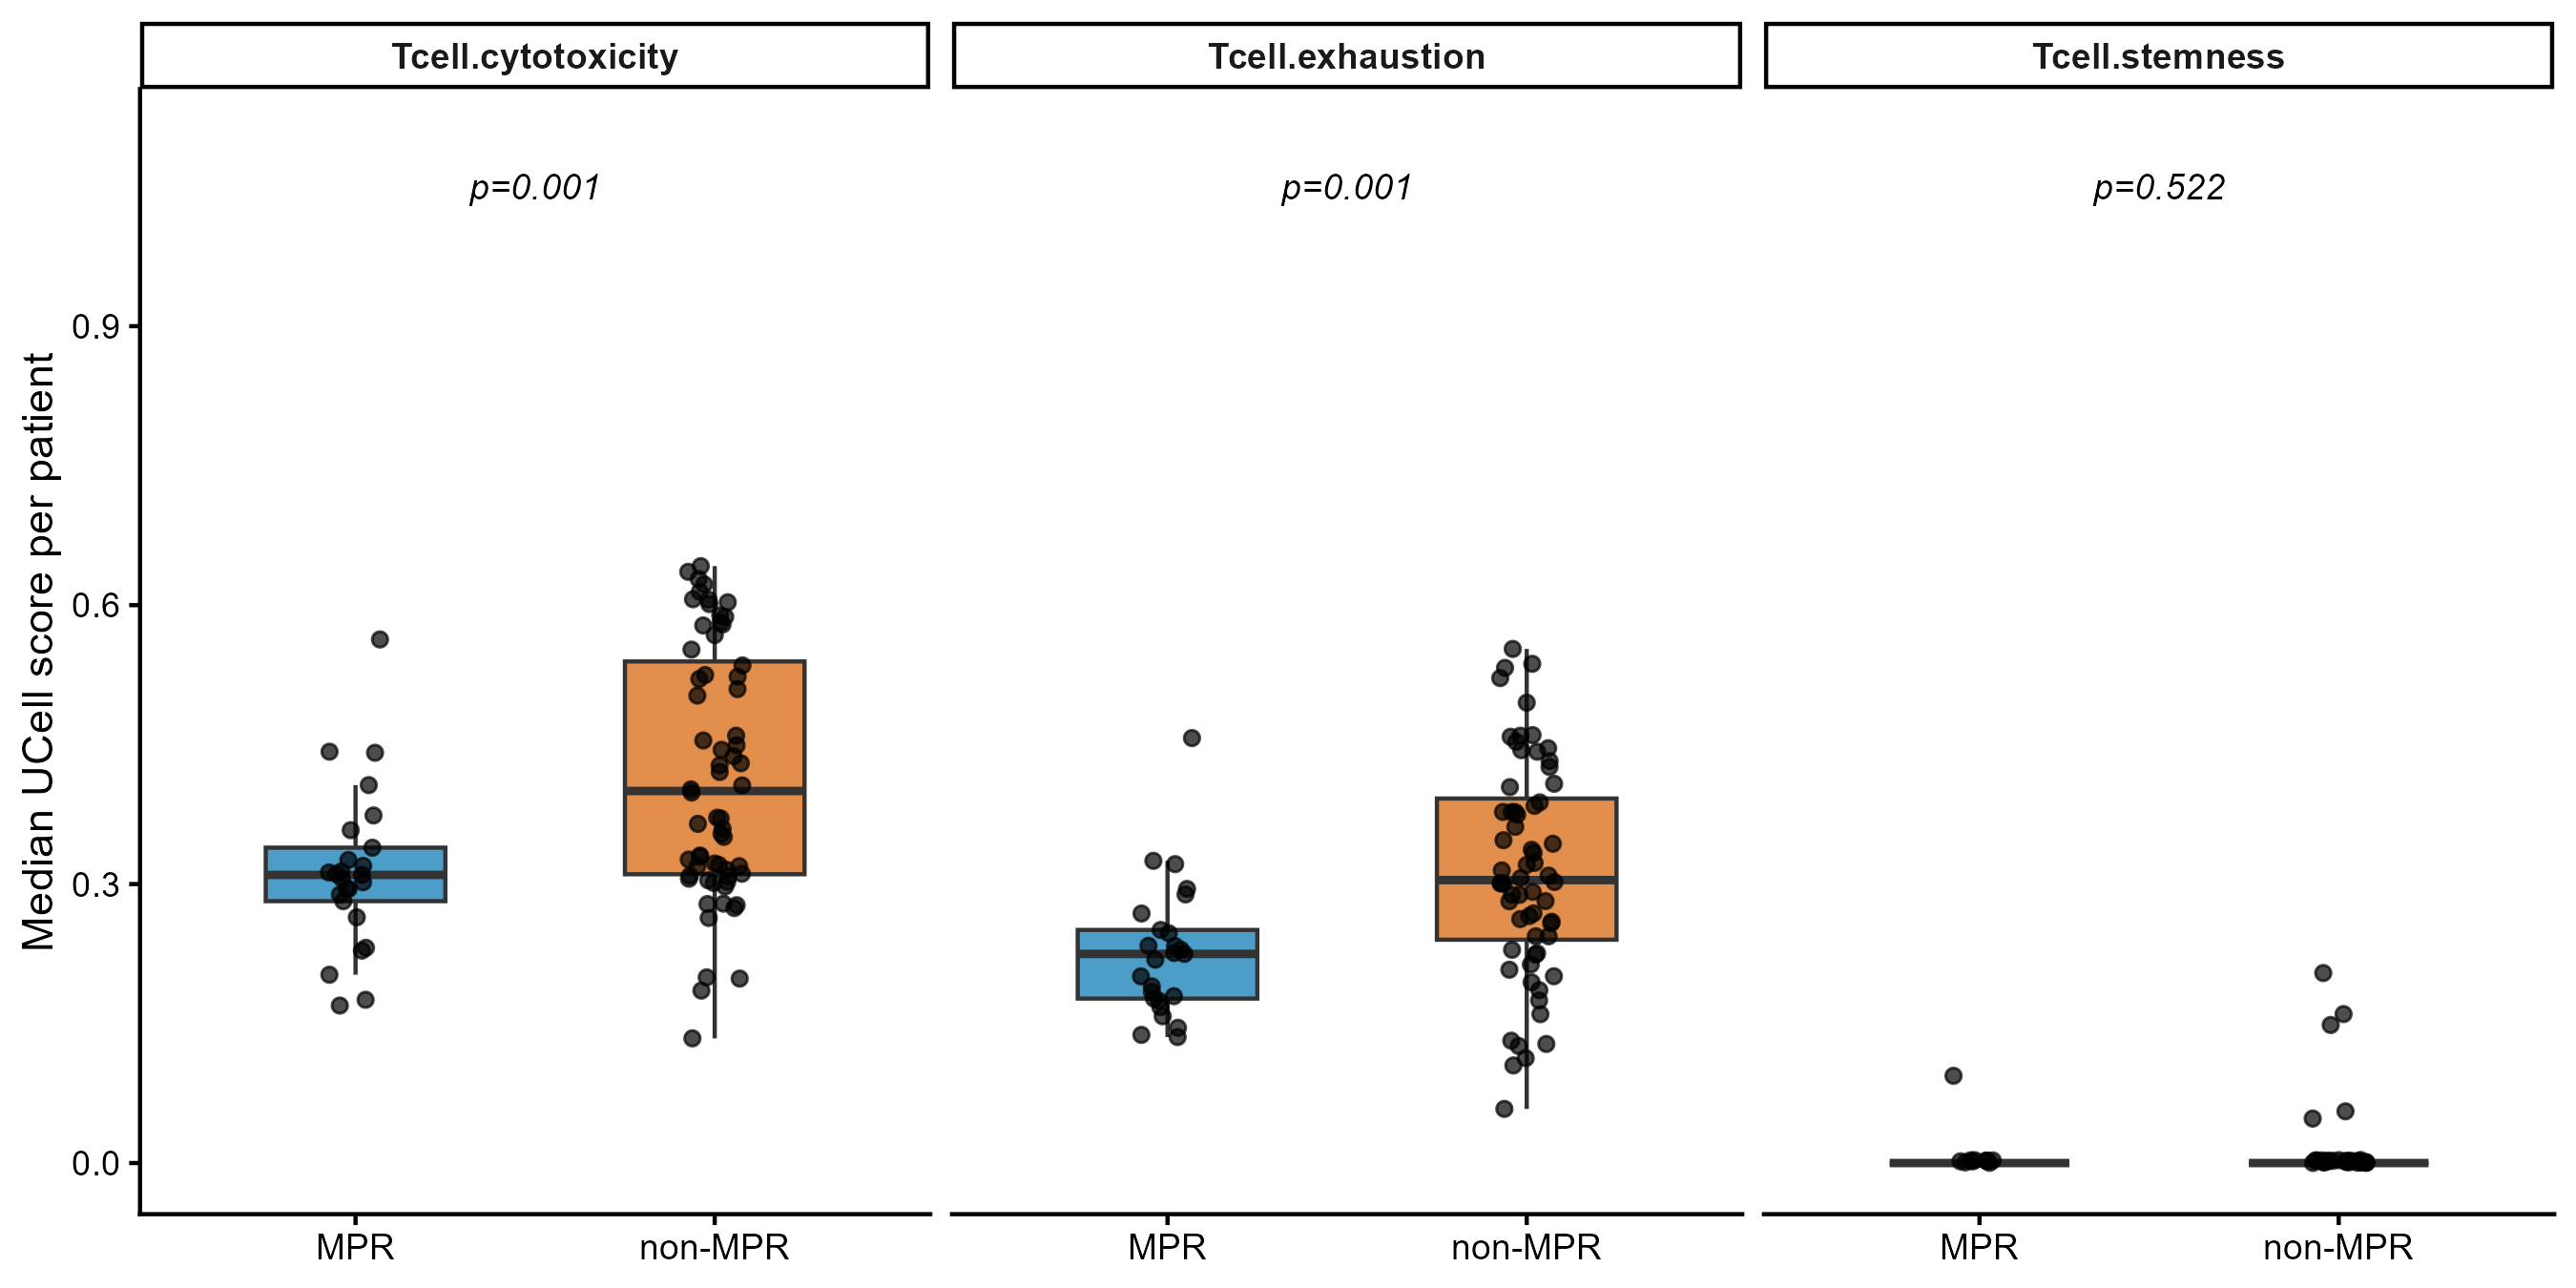 Tcell.cytotoxicity
Tcell.exhaustion
Tcell.stemness
p=0.001
p=0.001
p=0.522
Median UCell score per patient
0.9
0.6
0.3
0.0
MPR
non-MPR
MPR
non-MPR
MPR
non-MPR